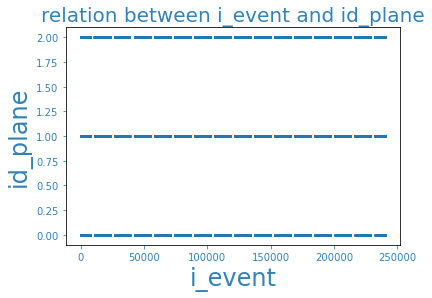 relation between i_event and id_plane
2.00
1.75
1.50
1.25
1.00
0.75
0.50
0.25
0.00
id_plane
0 50000 100000 150000 200000 250000
i_event